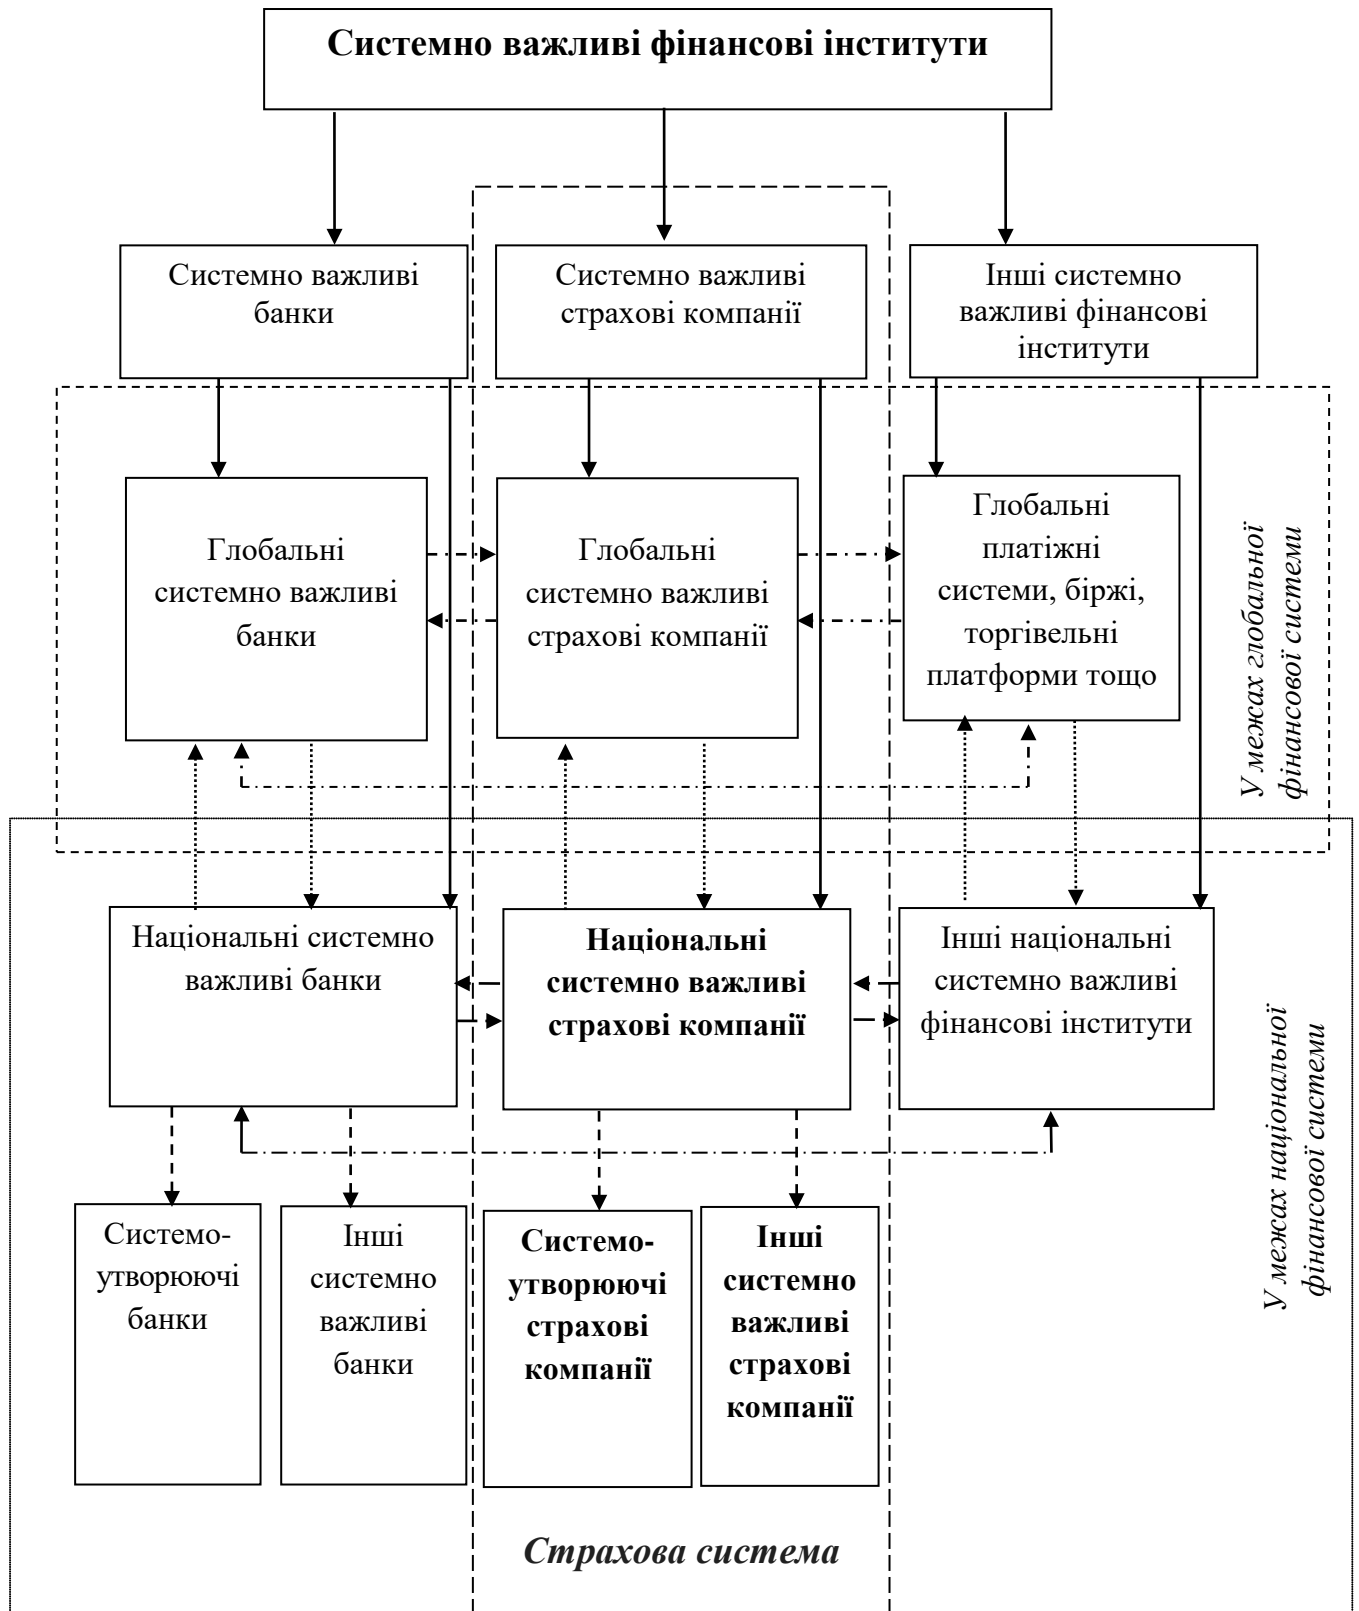 Системно важливі фінансові інститути
Системно важливі
банки
Системно важливі
страхові компанії
Інші системно
важливі фінансові
інститути
Глобальні
системно важливі
банки
Глобальні
системно важливі
страхові компанії
Глобальні
платіжні
системи, біржі,
торгівельні
платформи тощо
У межах глобальної
фінансової системи
Національні системно
важливі банки
Національні
системно важливі
страхові компанії
Інші національні
системно важливі
фінансові інститути
У межах національної
фінансової системи
Системо-
утворюючі
банки
Інші
системно
важливі
банки
Системо-
утворюючі
страхові
компанії
Інші
системно
важливі
страхові
компанії
Страхова система